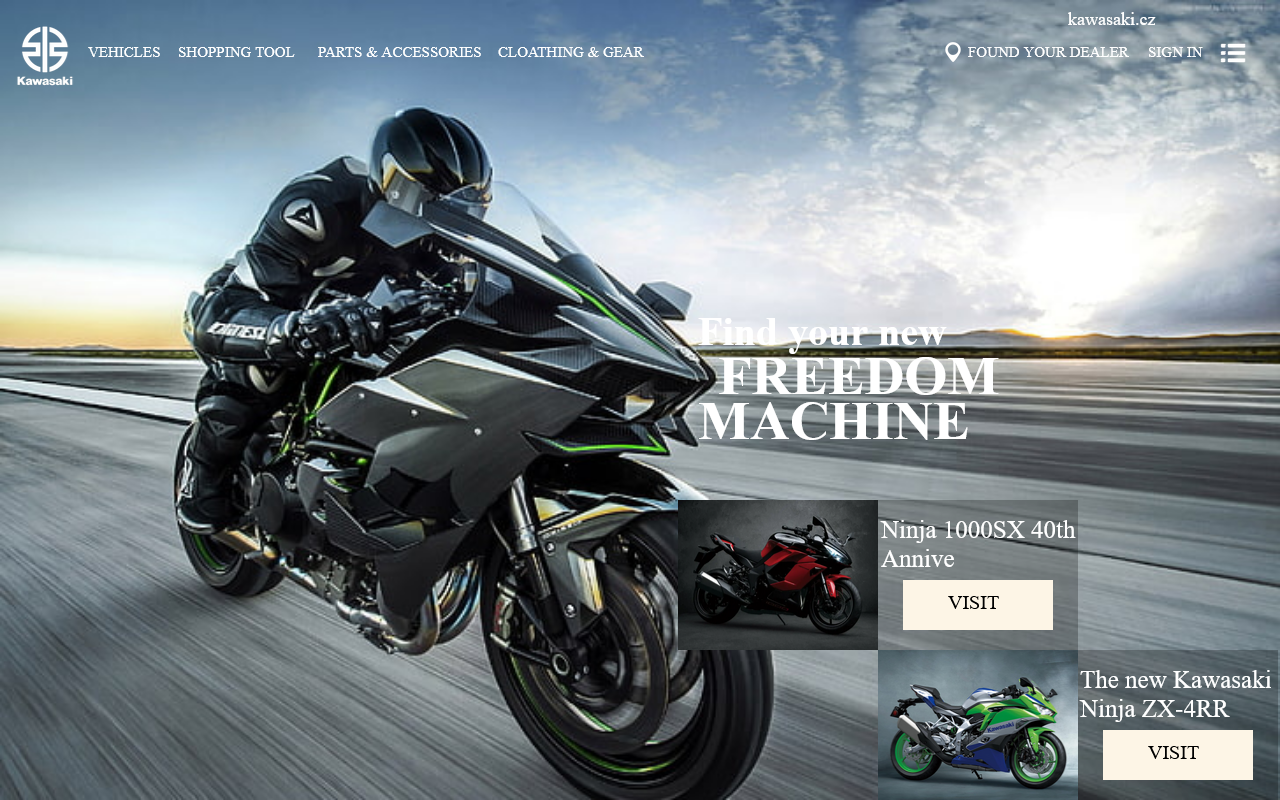 kawasaki.cz
Kawasaki
VEHICLES SHOPPING TOOL PARTS & ACCESSORIES CLOATHING & GEAR FOUND YOUR DEALER SIGN IN
Find your new
FREEDOM
MACHINE
Ninja 1000SX 40th
Annive
VISIT
The new Kawasaki
Ninja ZX-4RR
VISIT